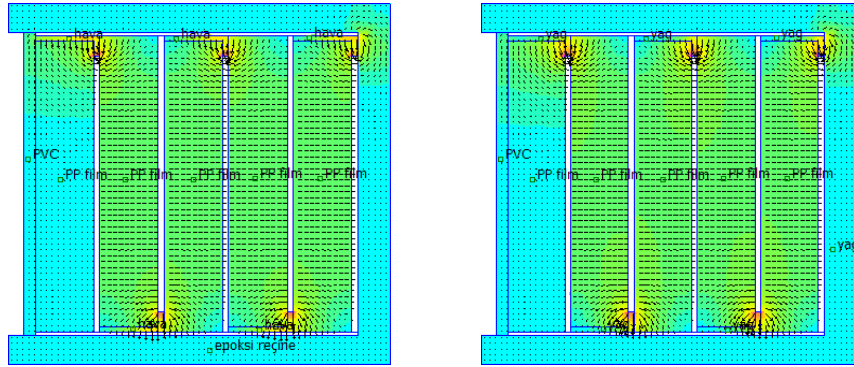 hava hava hava
PVC
PP film PP film PP film PP film PP film
hava hava
epoksi reçine
yag yag yag
PVC
PP film PP film PP film PP film PP film
yag
yag yag